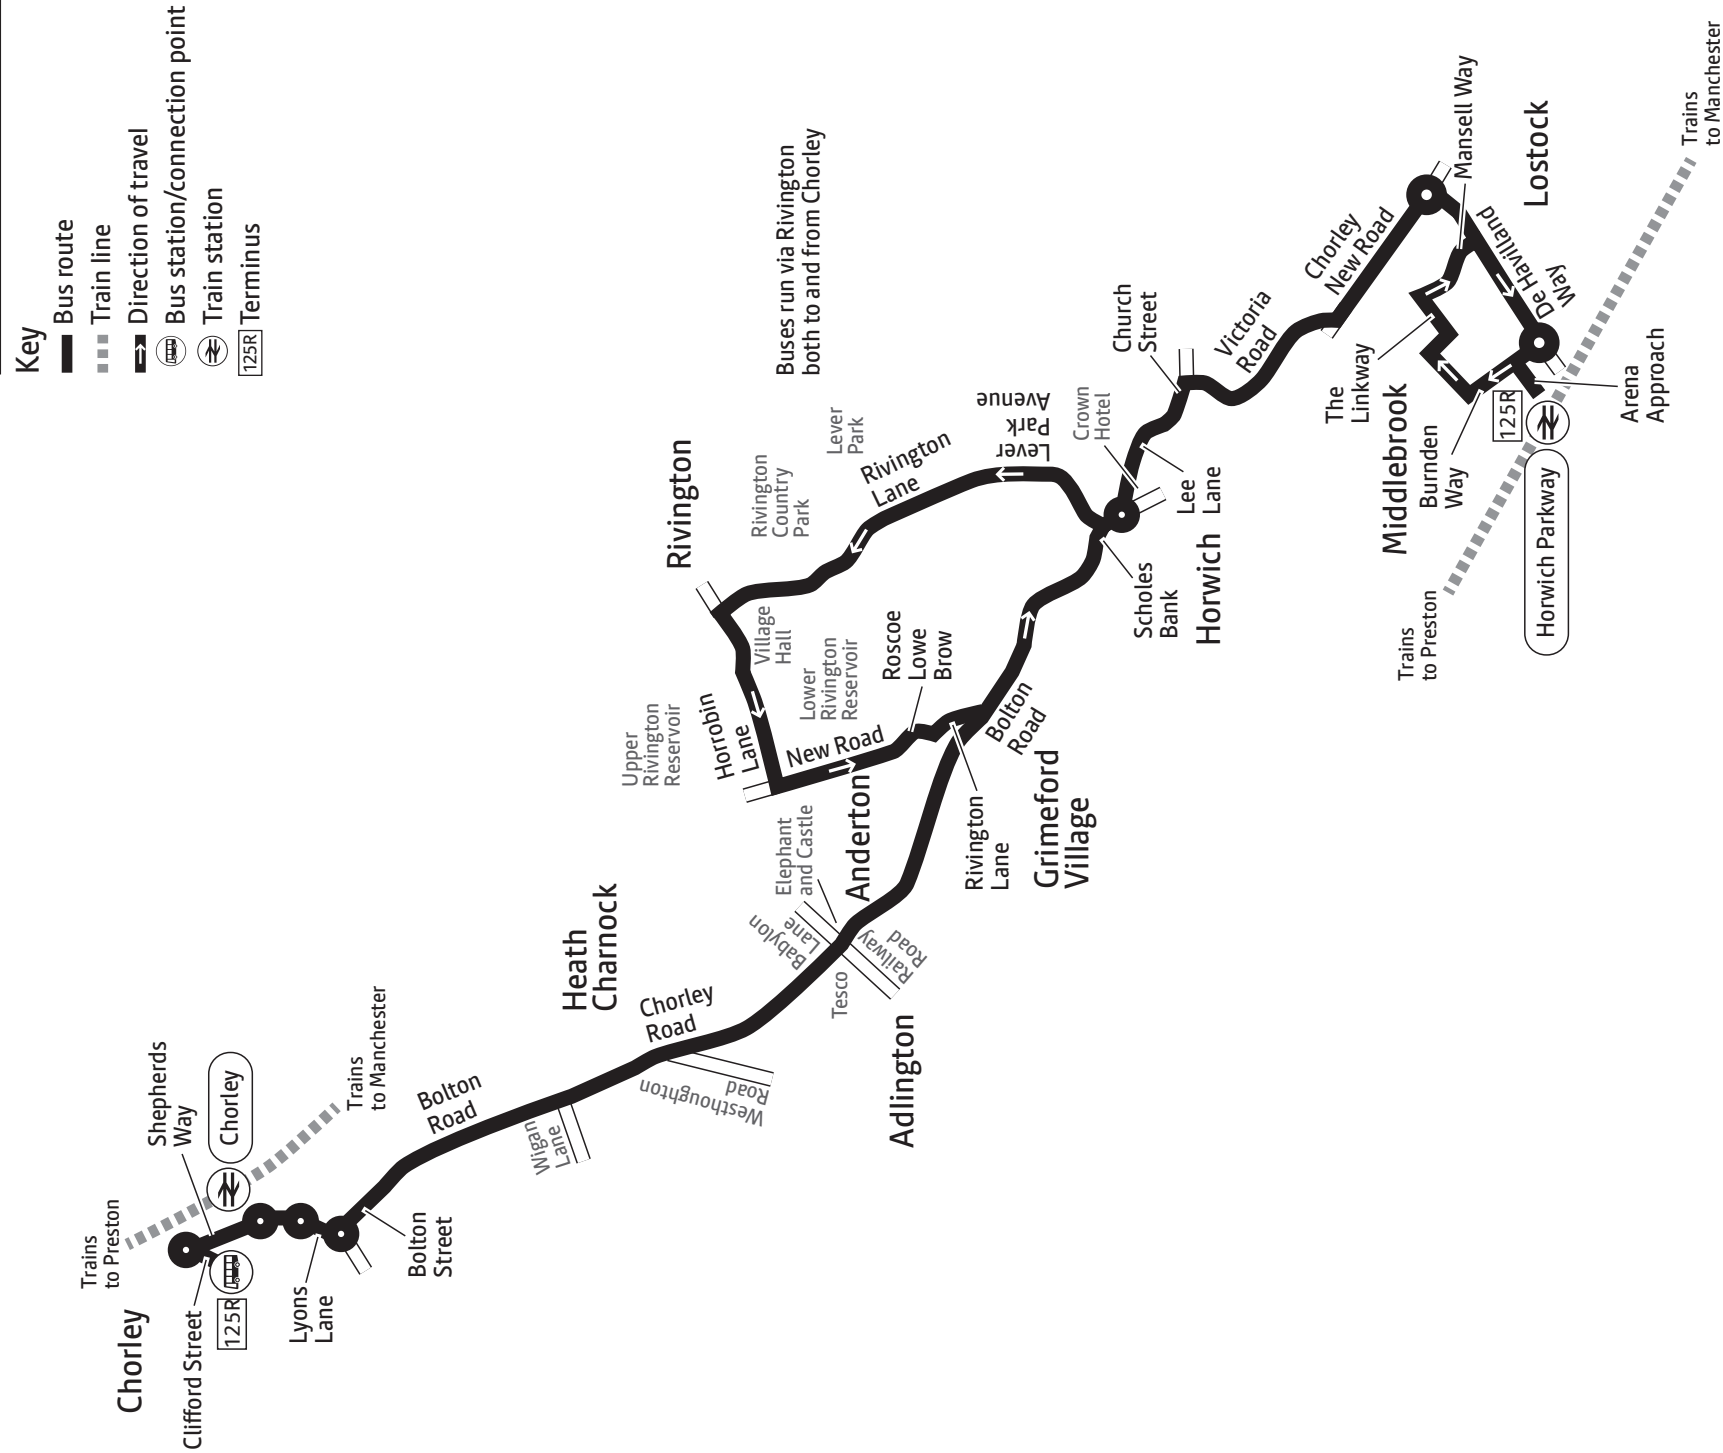 Key
Bus route
Train line
Direction of travel
Bus station/connection point
Train station
125R Terminus
Buses run via Rivington
both to and from Chorley
Chorley
Clifford Street
125R
Trains
to Preston
Shepherds
Way
Chorley
Trains
to Manchester
Lyons
Lane
Bolton
Street
Bolton
Road
Wigan
Lane
Heath
Charnock
Chorley
Road
Westhoughton
Road
Adlington
Tesco
Babylon
Lane
Railway
Road
Elephant
and Castle
Anderton
Upper
Rivington
Reservoir
Horrobin
Lane
New Road
Lower
Rivington
Reservoir
Village
Hall
Rivington
Rivington
Country
Park
Lever
Park
Rivington
Lane
Lever
Park
Avenue
Roscoe
Lowe
Brow
Rivington
Lane
Grimeford
Village
Bolton
Road
Scholes
Bank
Horwich
Crown
Hotel
Lee
Lane
Church
Street
Victoria
Road
Chorley
New Road
Mansell Way
Lostock
De Havilland
Way
The
Linkway
Middlebrook
Burnden
Way
125R
Arena
Approach
Horwich Parkway
Trains
to Preston
Trains
to Manchester